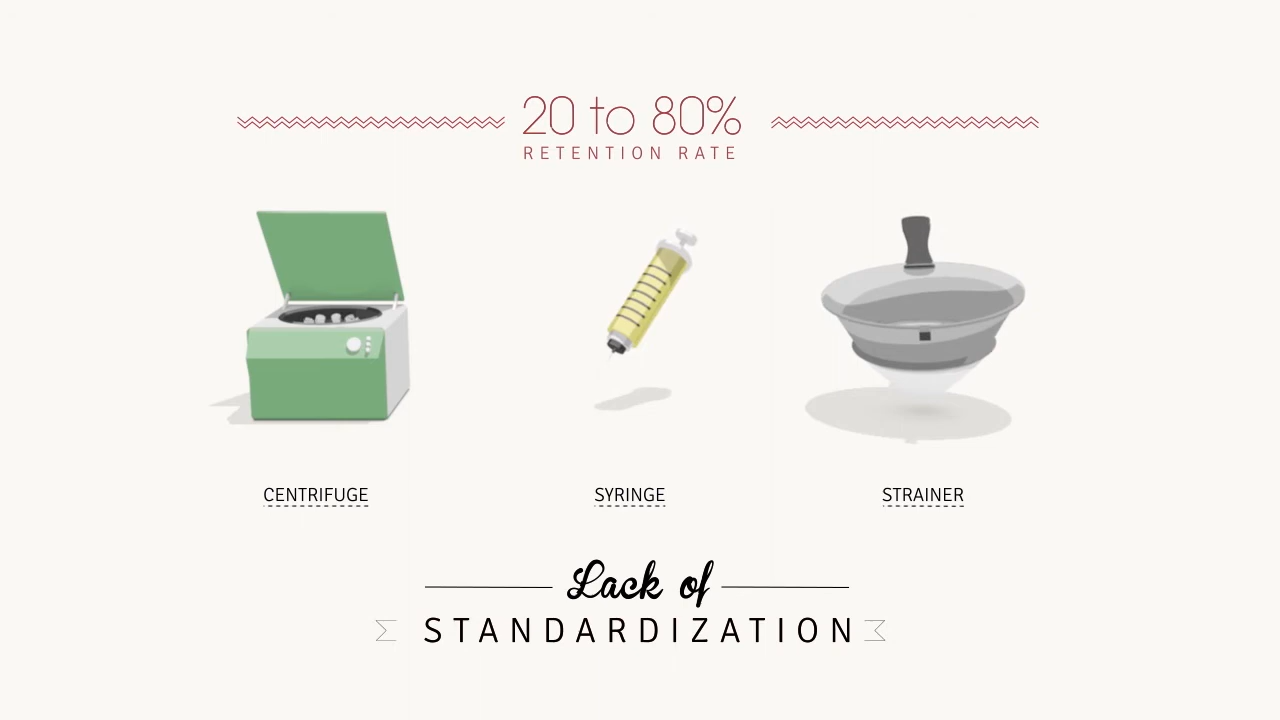 20 to 80%
RETENTION RATE
CENTRIFUGE
SYRINGE
STRAINER
Lack of
STANDARDIZATION